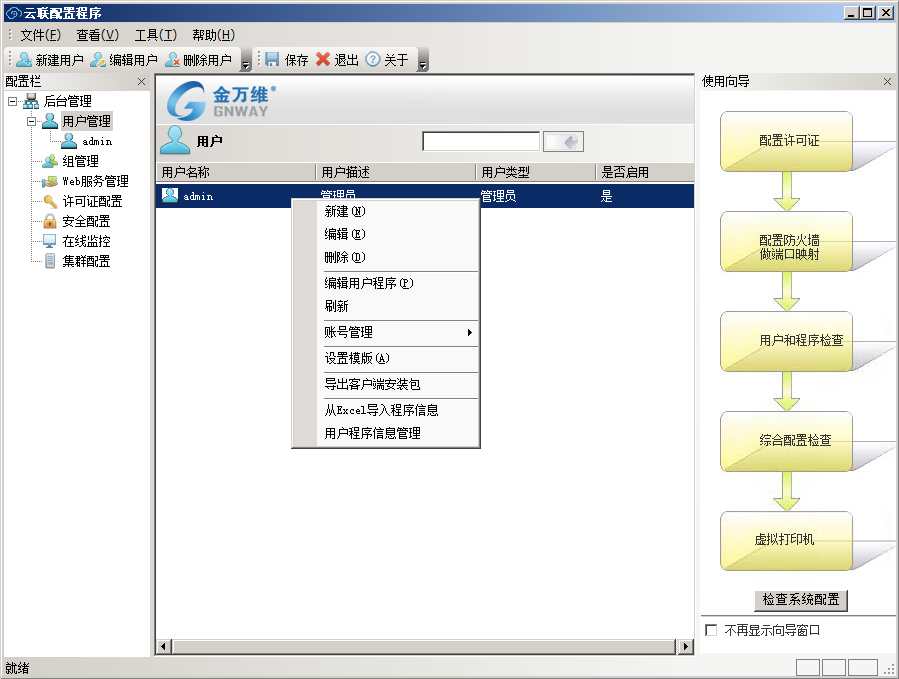 云联配置程序
文件(F) 查看(V) 工具(T) 帮助(H)
新建用户 编辑用户 删除用户 保存 退出 关于
配置栏
后台管理
用户管理
admin
组管理
Web服务管理
许可证配置
安全配置
在线监控
集群配置
金万维®
GNWAY
用户
用户名称 用户描述 用户类型 是否启用
admin 管理员 管理员 是
新建(N)
编辑(E)
删除(D)
编辑用户程序(P)
刷新
账号管理
设置模版(A)
导出客户端安装包
从Excel导入程序信息
用户程序信息管理
使用向导
配置许可证
配置防火墙
做端口映射
用户和程序检查
综合配置检查
虚拟打印机
检查系统配置
不再显示向导窗口
就绪